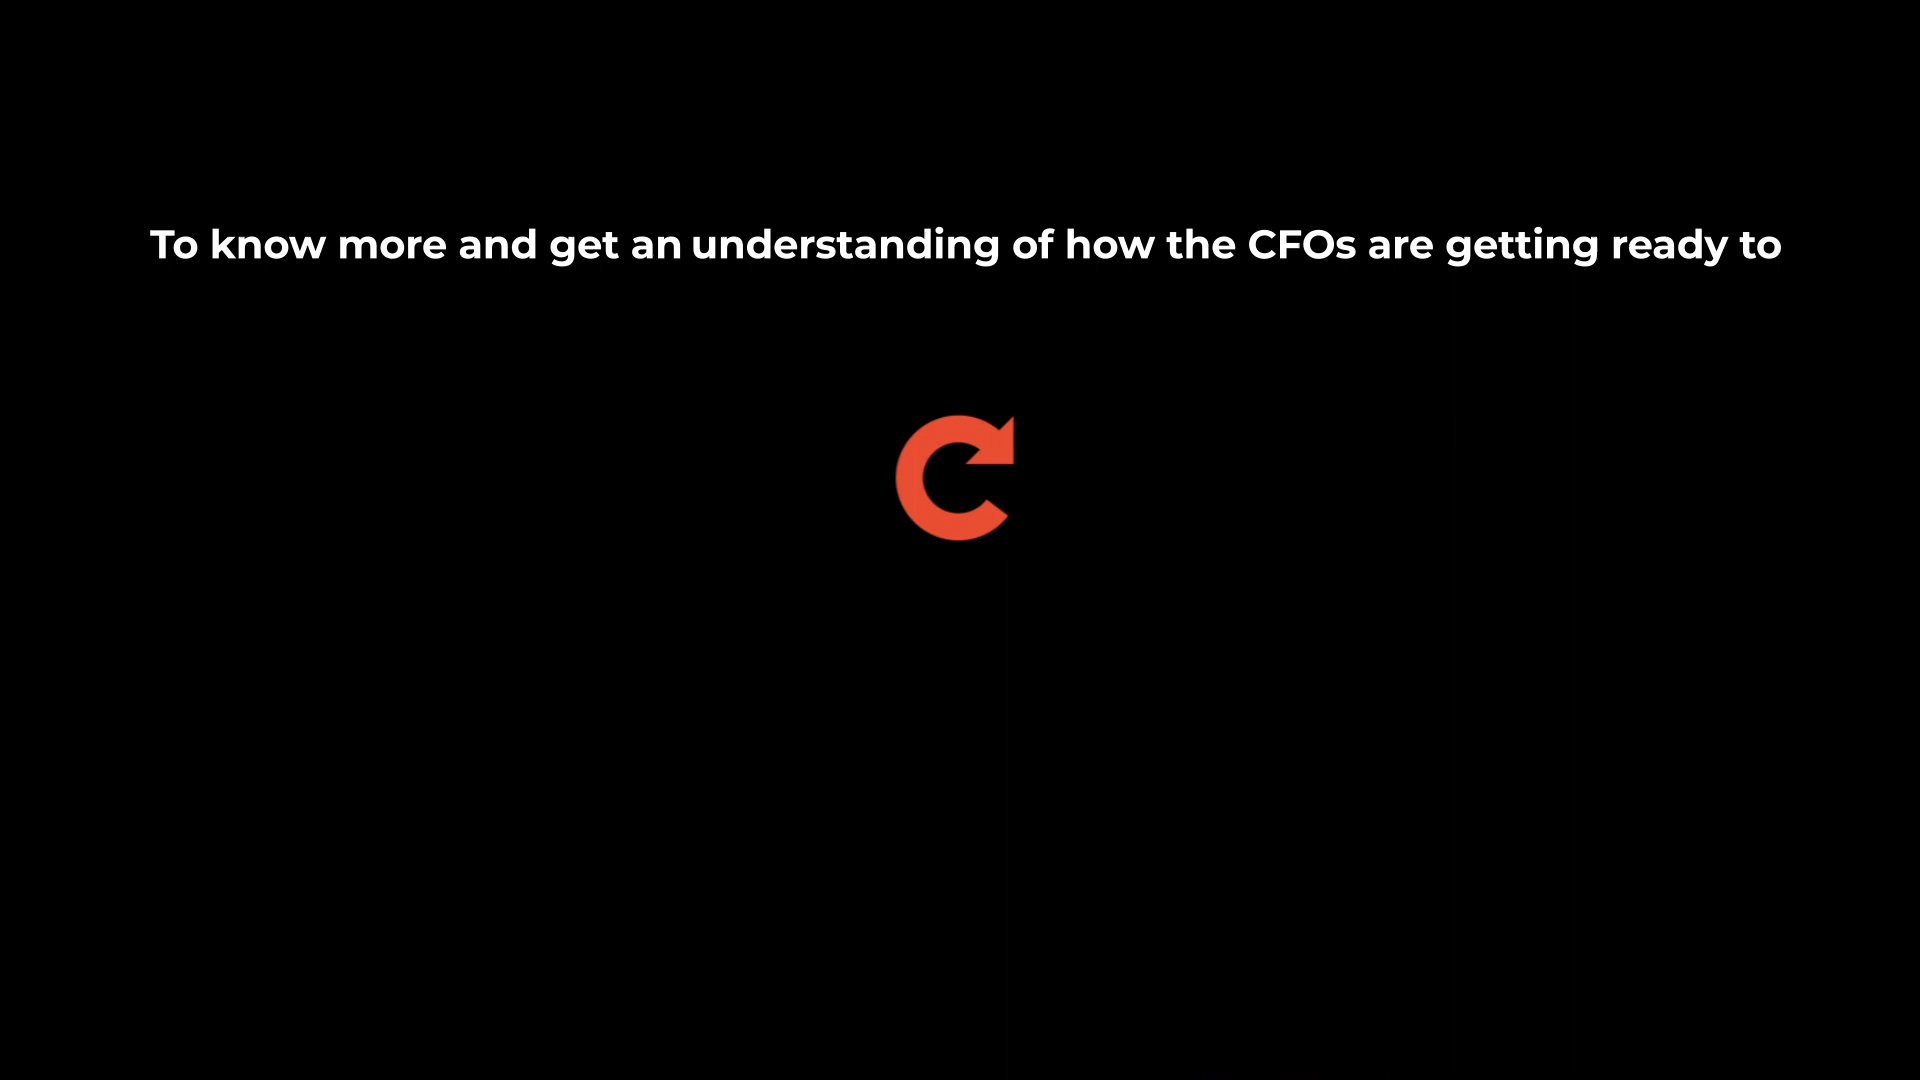 To know more and get an understanding of how the CFOs are getting ready to